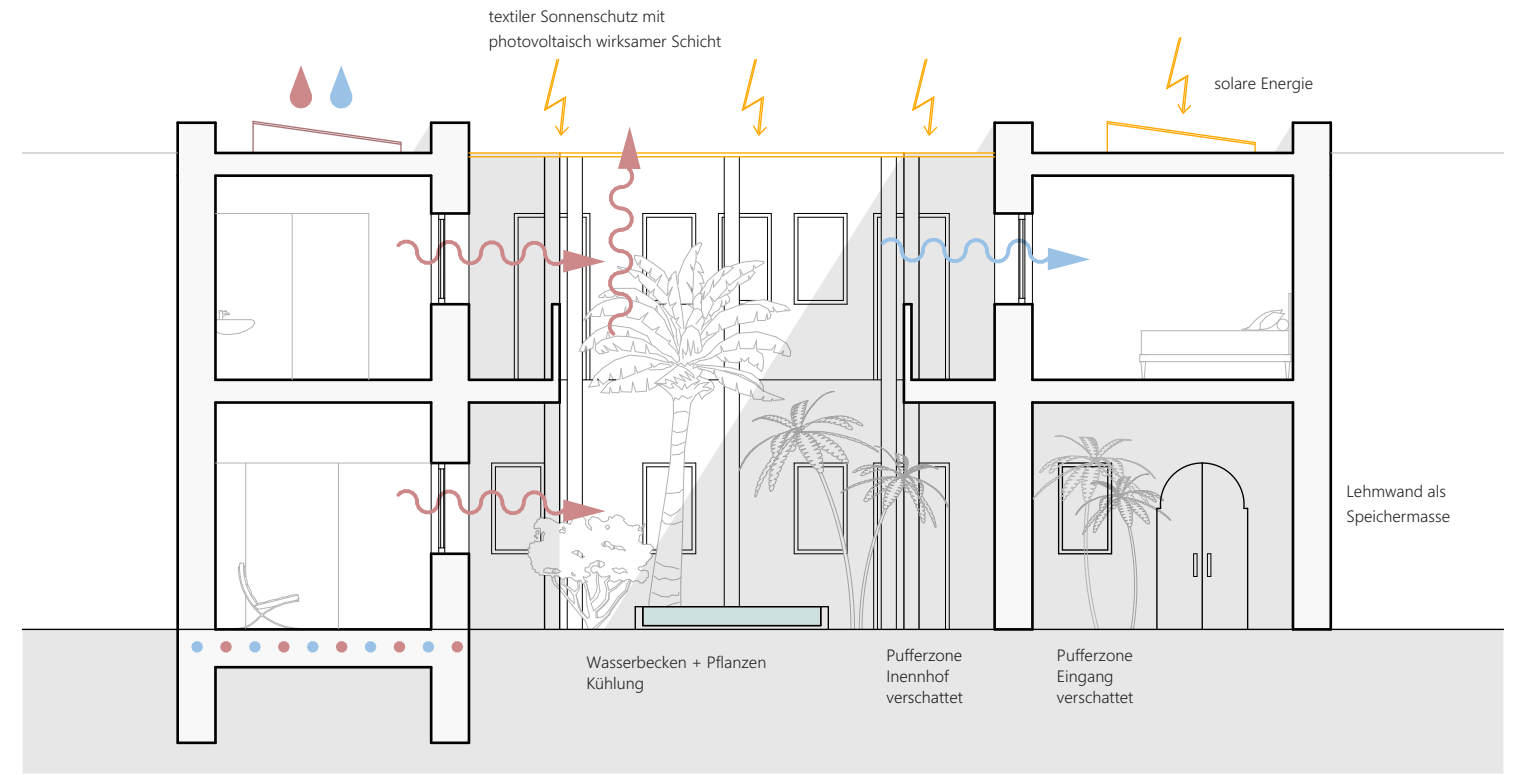 textiler Sonnenschutz mit
photovoltaisch wirksamer Schicht
solare Energie
Lehmwand als
Speichermasse
Wasserbecken + Pflanzen
Kühlung
Pufferzone
Inennhof
verschattet
Pufferzone
Eingang
verschattet